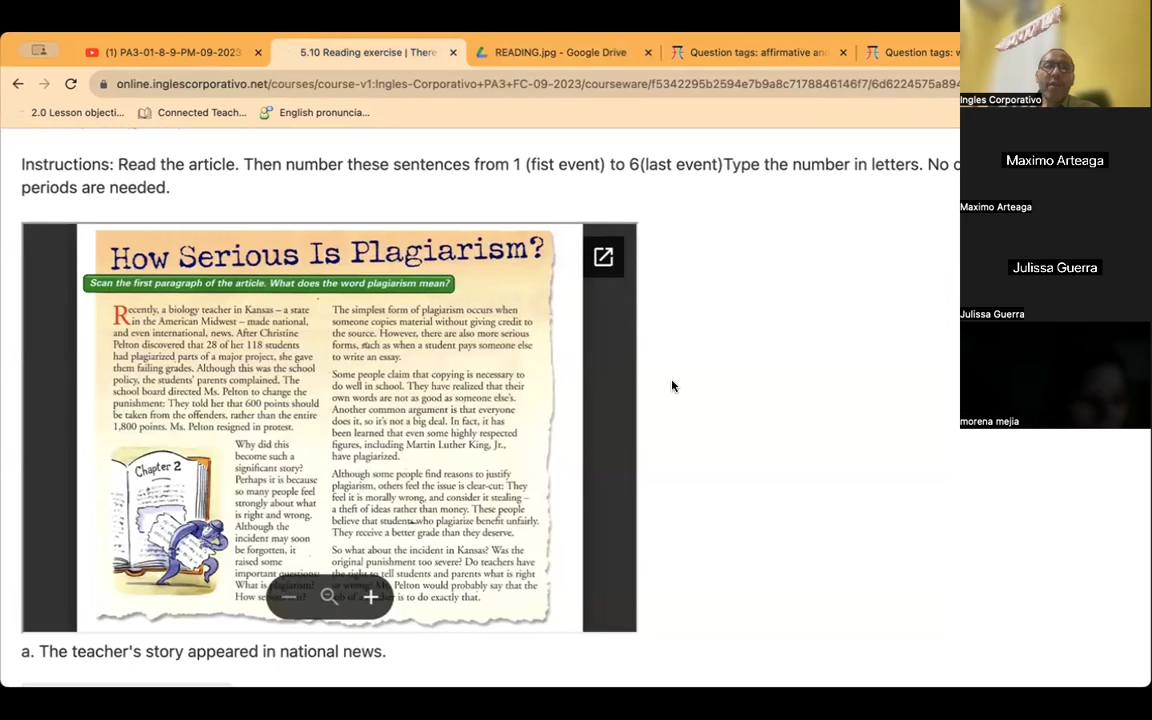 (1) PA3-01-8-9-PM-09-2023
5.10 Reading exercise | There
READING.jpg - Google Drive
Question tags: affirmative an
Question tags: w
online.inglescorporativo.net/courses/course-v1:Ingles-Corporativo+PA3+FC-09-2023/courseware/f5342295b2594e7b9a8c7178846146f7/6d6224575a894
2.0 Lesson objecti...
Connected Teach...
English pronuncia...
Instructions: Read the article. Then number these sentences from 1 (fist event) to 6(last event)Type the number in letters. No
periods are needed.
How Serious Is Plagiarism?
Scan the first paragraph of the article. What does the word plagiarism mean?
Recently, a biology teacher in Kansas – a state
in the American Midwest – made national,
and even international, news. After Christine
Pelton discovered that 28 of her 118 students
had plagiarized parts of a major project, she gave
them failing grades. Although this was the school
policy, the students' parents complained. The
school board directed Ms. Pelton to change the
punishment: They told her that 600 points should
be taken from the offenders, rather than the entire
1,800 points. Ms. Pelton resigned in protest.
Why did this
become such a
significant story?
Perhaps it is because
so many people feel
strongly about what
is right and wrong.
Although the
incident may soon
be forgotten, it
raised some
important questions:
What is plagiarism?
How
Chapter 2
The simplest form of plagiarism occurs when
someone copies material without giving credit to
the source. However, there are also more serious
forms, such as when a student pays someone else
to write an essay.
Some people claim that copying is necessary to
do well in school. They have realized that their
own words are not as good as someone else's.
Another common argument is that everyone
does it, so it's not a big deal. In fact, it has
been learned that even some highly respected
figures, including Martin Luther King, Jr.,
have plagiarized.
Although some people find reasons to justify
plagiarism, others feel the issue is clear-cut: They
feel it is morally wrong, and consider it stealing –
a theft of ideas rather than money. These people
believe that students who plagiarize benefit unfairly.
They receive a better grade than they deserve.
So what about the incident in Kansas? Was the
original punishment too severe? Do teachers have
the right to tell students and parents what is right
or wrong? Ms. Pelton would probably say that the
is to do exactly that.
a. The teacher's story appeared in national news.
Ingles Corporativo
Maximo Arteaga
Maximo Arteaga
Julissa Guerra
Julissa Guerra
morena mejia